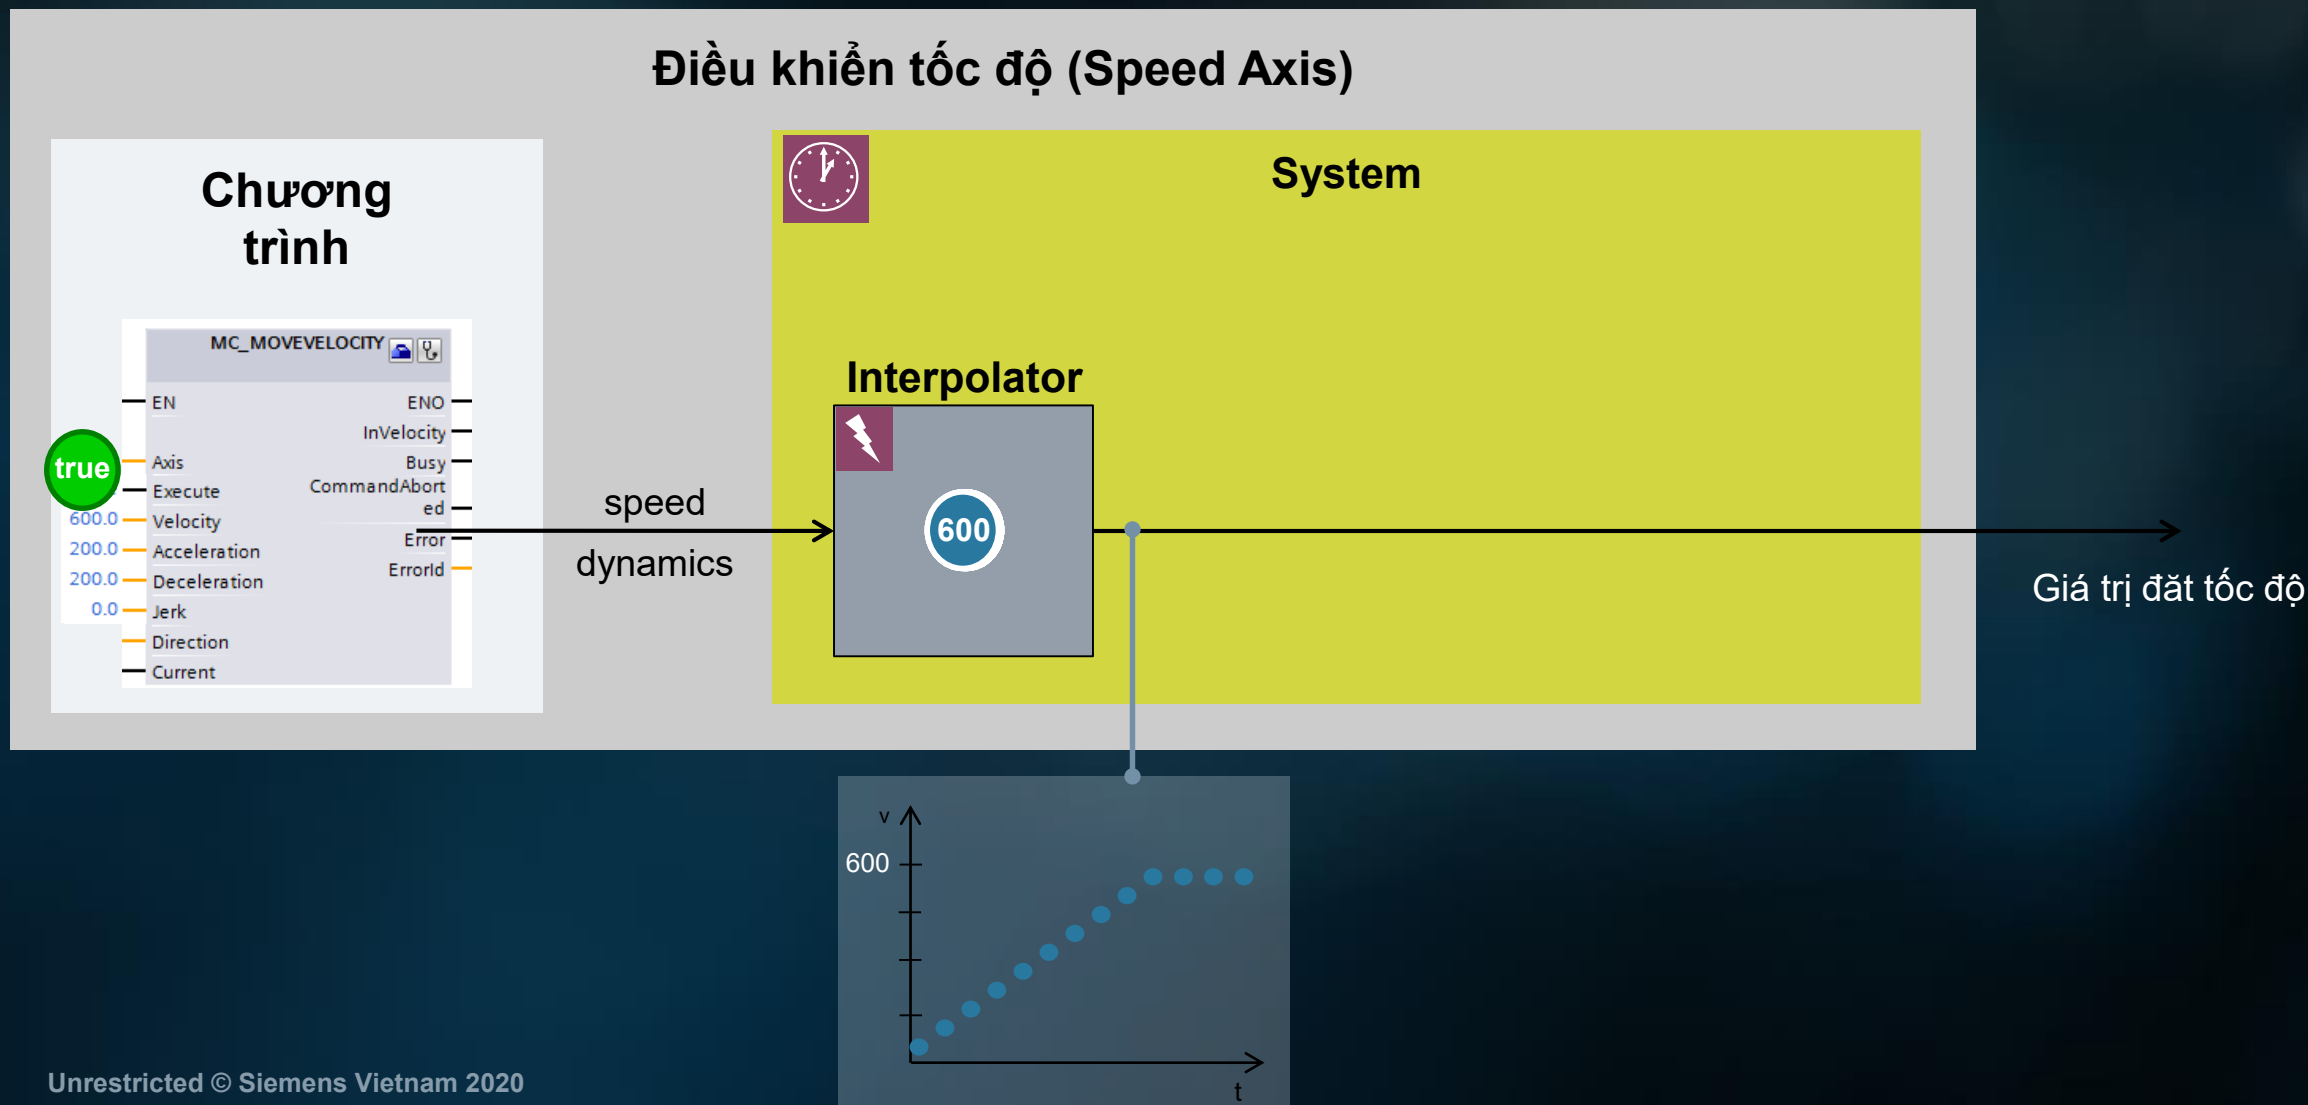 Điều khiển tốc độ (Speed Axis)
Chương
trình
MC_MOVEVELOCITY
EN
ENO
InVelocity
Axis
Busy
Execute
CommandAbort
ed
Velocity
Error
Acceleration
ErrorId
Deceleration
Jerk
Direction
Current
true
600.0
200.0
200.0
0.0
speed
dynamics
System
Interpolator
600
Giá trị đăt tốc độ
v
600
t
Unrestricted © Siemens Vietnam 2020